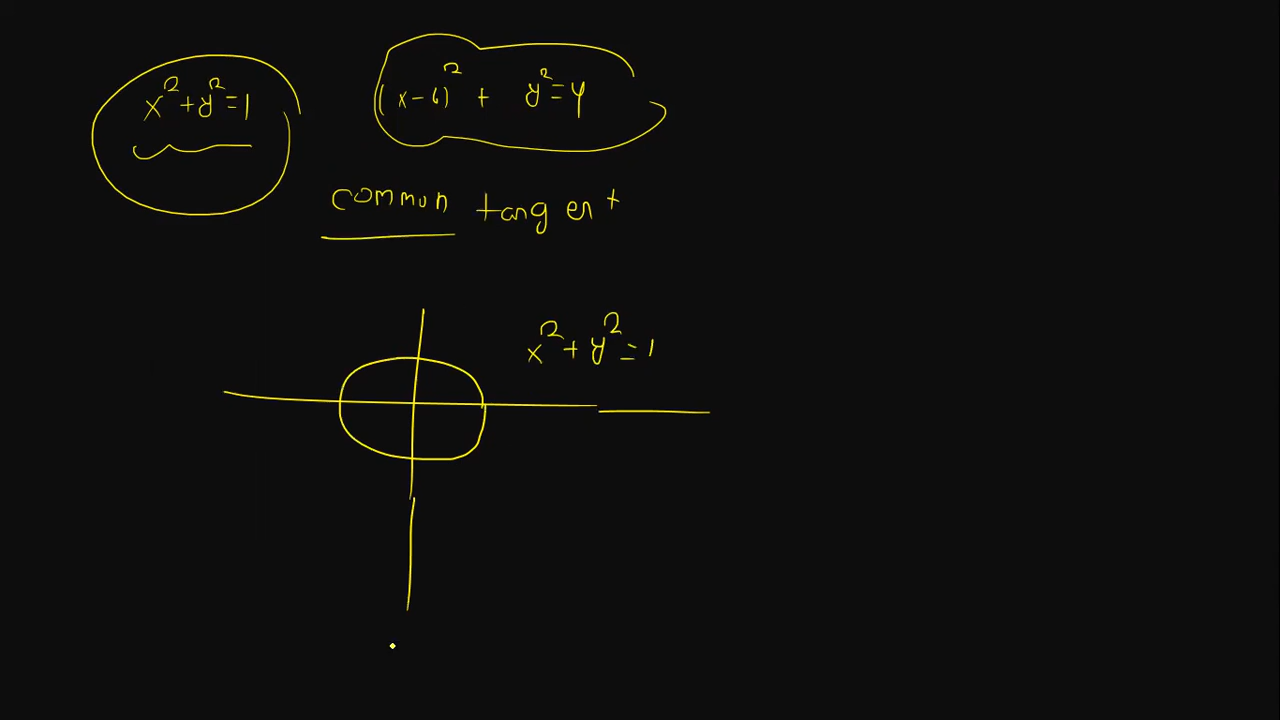 x²+y²=1
(x-6)² + y²=4
common tangent
x²+y²=1